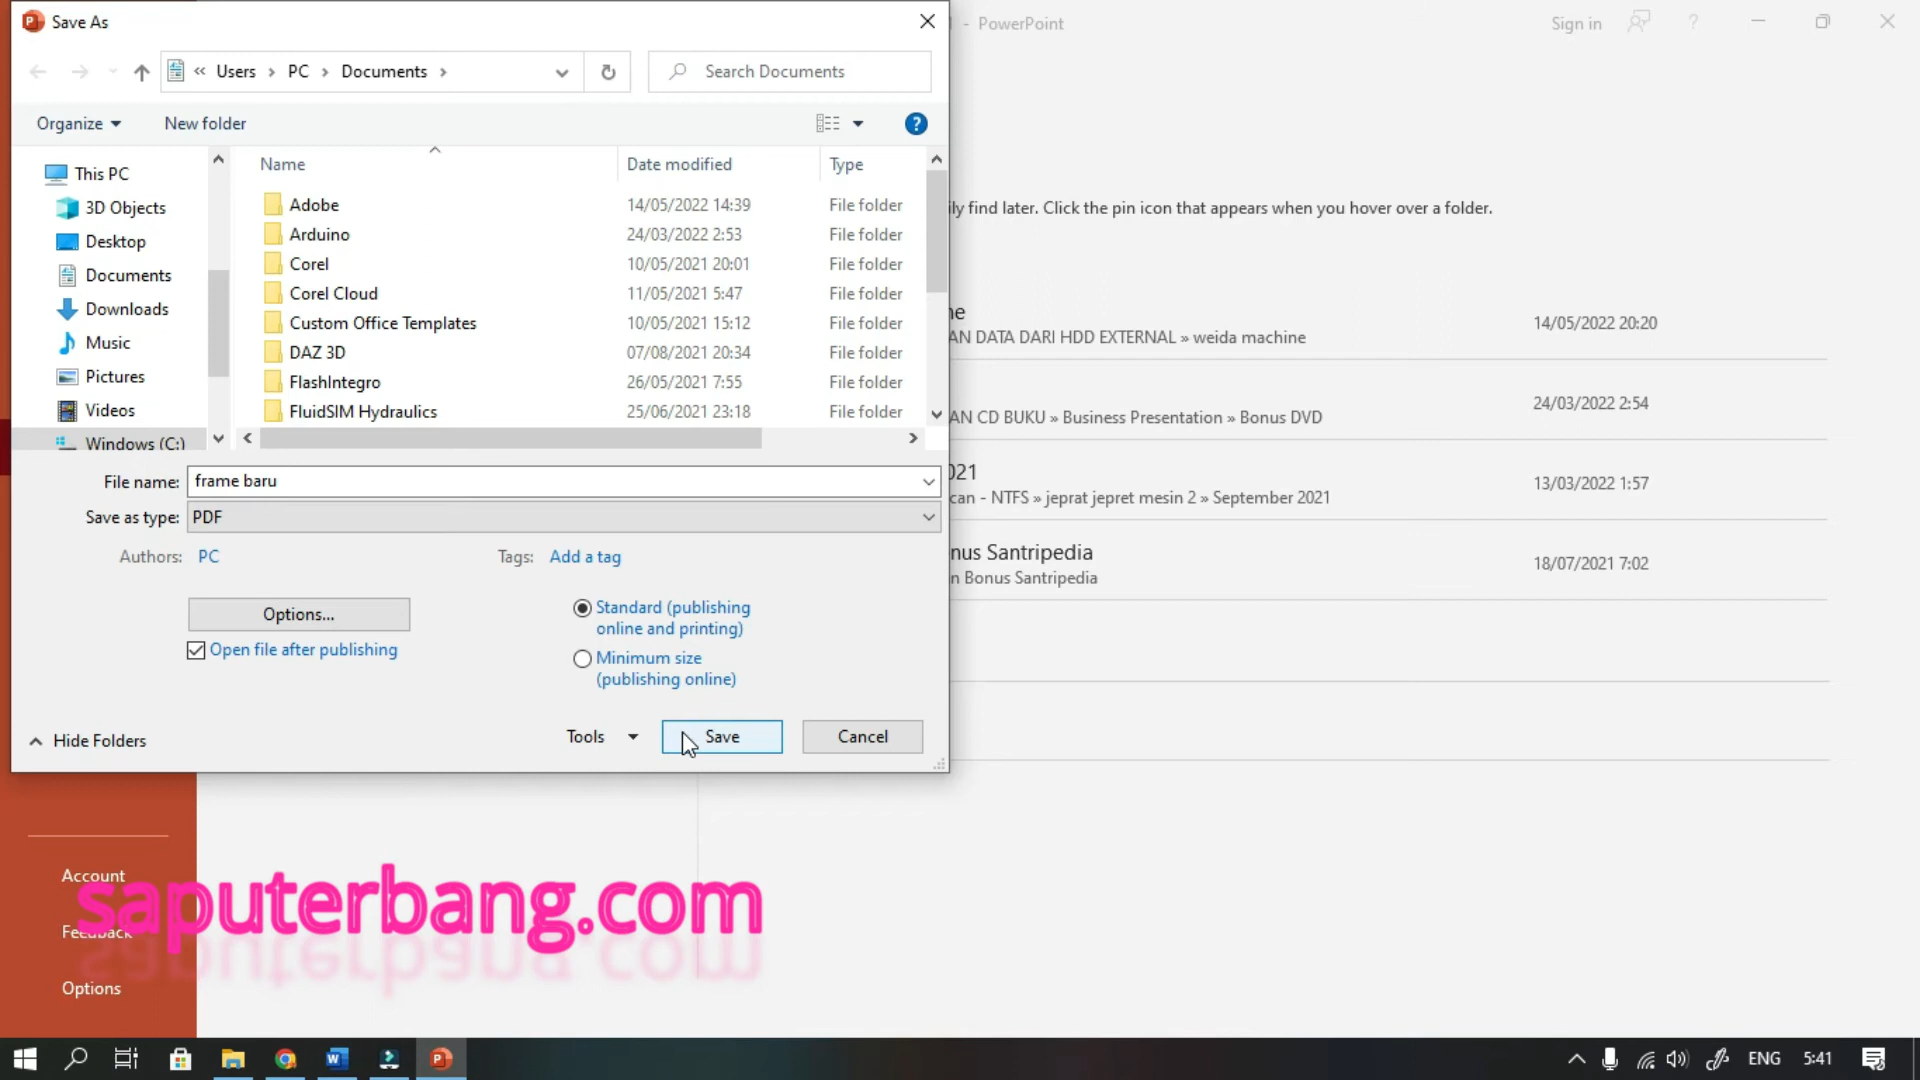 Save As
- PowerPoint
Sign in
?
« Users › PC › Documents ›
Search Documents
Organize
New folder
?
This PC
3D Objects
Desktop
Documents
Downloads
Music
Pictures
Videos
Windows (C:)
Name Date modified Type
Adobe 14/05/2022 14:39 File folder
Arduino 24/03/2022 2:53 File folder
Corel 10/05/2021 20:01 File folder
Corel Cloud 11/05/2021 5:47 File folder
Custom Office Templates 10/05/2021 15:12 File folder
DAZ 3D 07/08/2021 20:34 File folder
FlashIntegro 26/05/2021 7:55 File folder
FluidSIM Hydraulics 25/06/2021 23:18 File folder
File name: frame baru
Save as type: PDF
Authors: PC
Tags: Add a tag
Options...
Open file after publishing
Standard (publishing
online and printing)
Minimum size
(publishing online)
Hide Folders
Tools
Save
Cancel
ily find later. Click the pin icon that appears when you hover over a folder.
ne
AN DATA DARI HDD EXTERNAL » weida machine
14/05/2022 20:20
AN CD BUKU » Business Presentation » Bonus DVD
24/03/2022 2:54
021
can - NTFS » jeprat jepret mesin 2 » September 2021
13/03/2022 1:57
nus Santripedia
n Bonus Santripedia
18/07/2021 7:02
Account
Feedback
Options
saputerbang.com
ENG
5:41